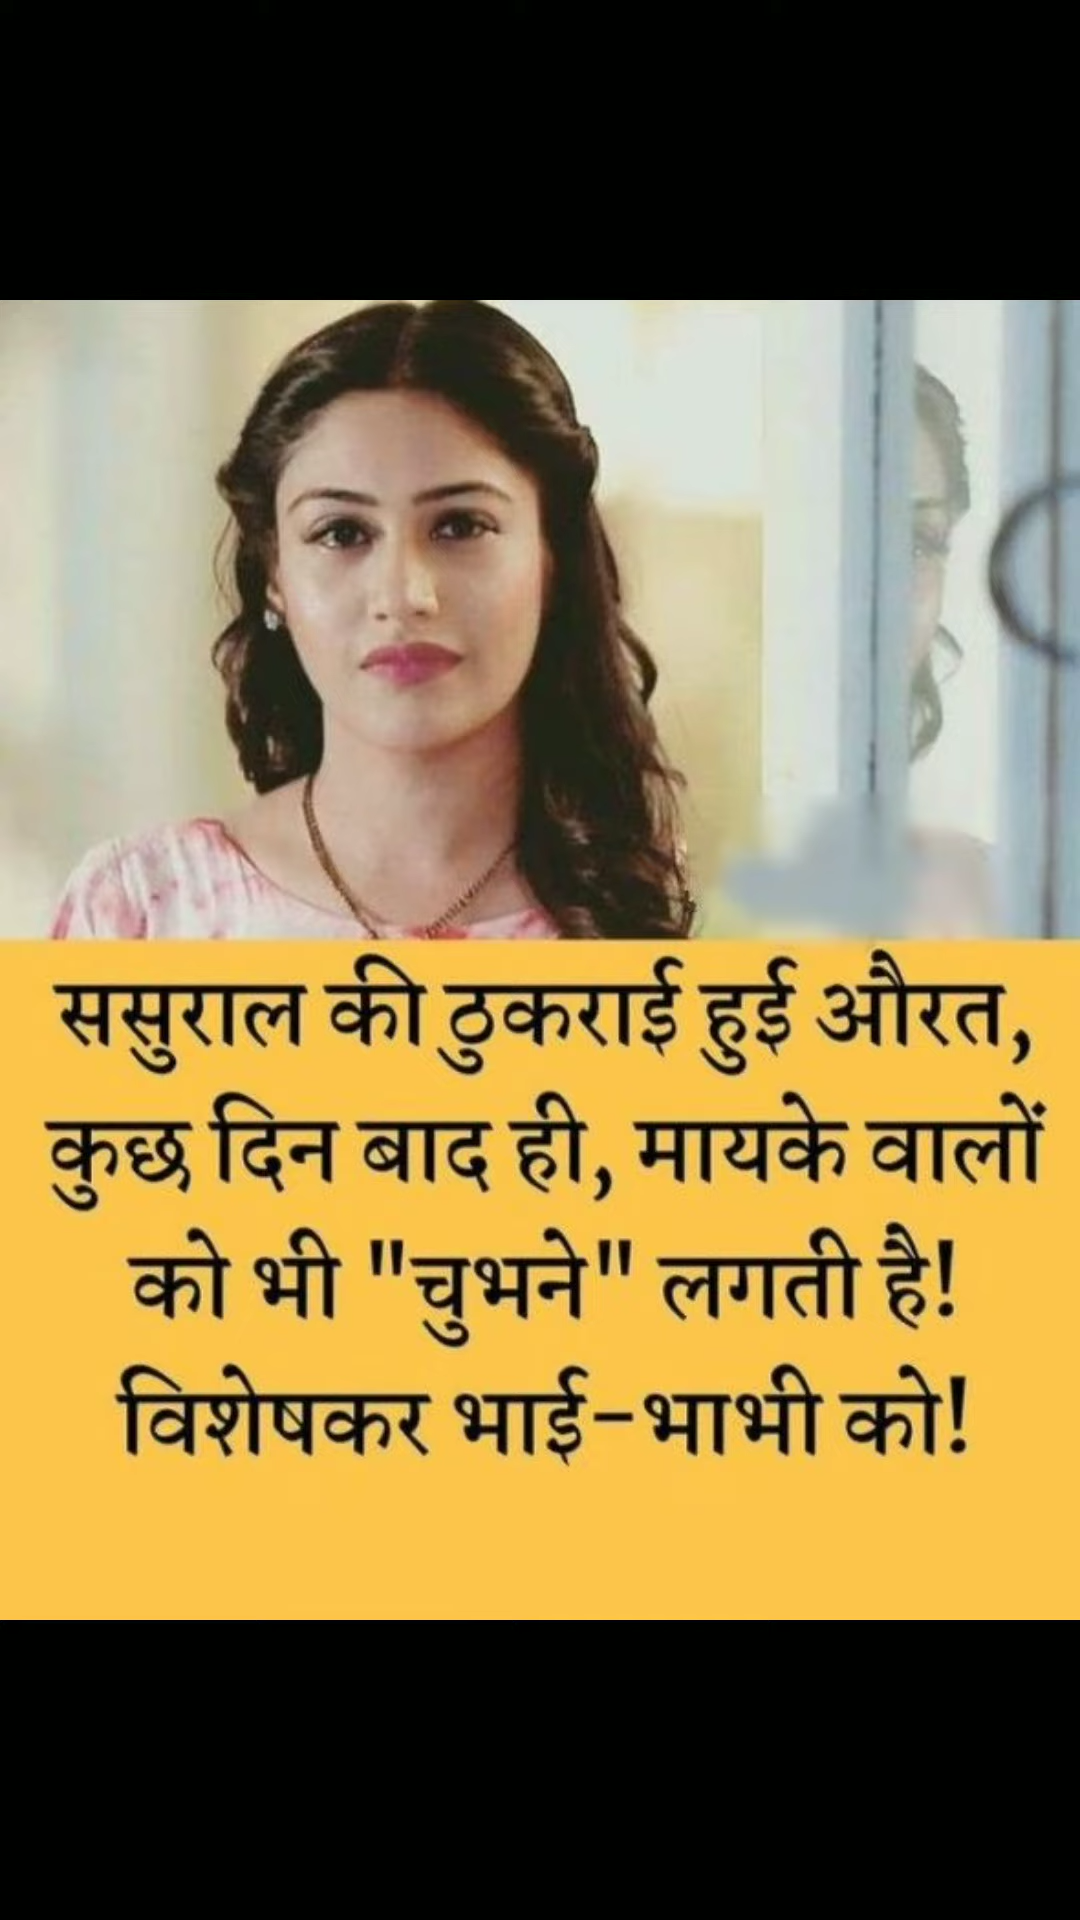 ससुराल की ठुकराई हुई औरत,
कुछ दिन बाद ही, मायके वालों
को भी "चुभने" लगती है!
विशेषकर भाई-भाभी को!